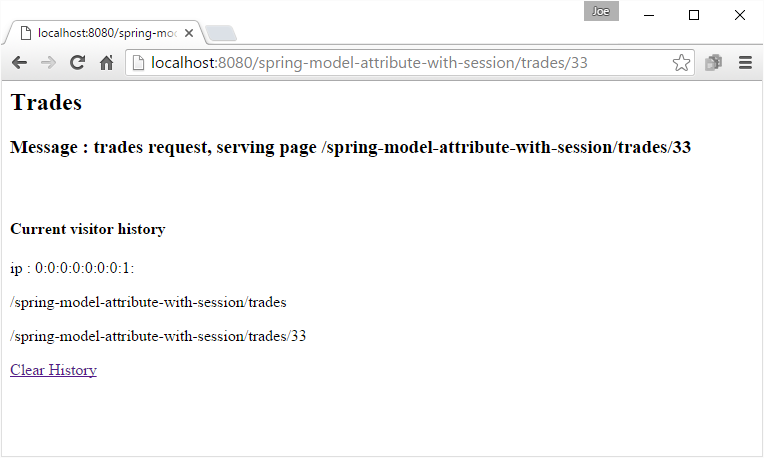 Joe
localhost:8080/spring-mod
localhost:8080/spring-model-attribute-with-session/trades/33
Trades
Message : trades request, serving page /spring-model-attribute-with-session/trades/33
Current visitor history
ip : 0:0:0:0:0:0:0:1:
/spring-model-attribute-with-session/trades
/spring-model-attribute-with-session/trades/33
Clear History